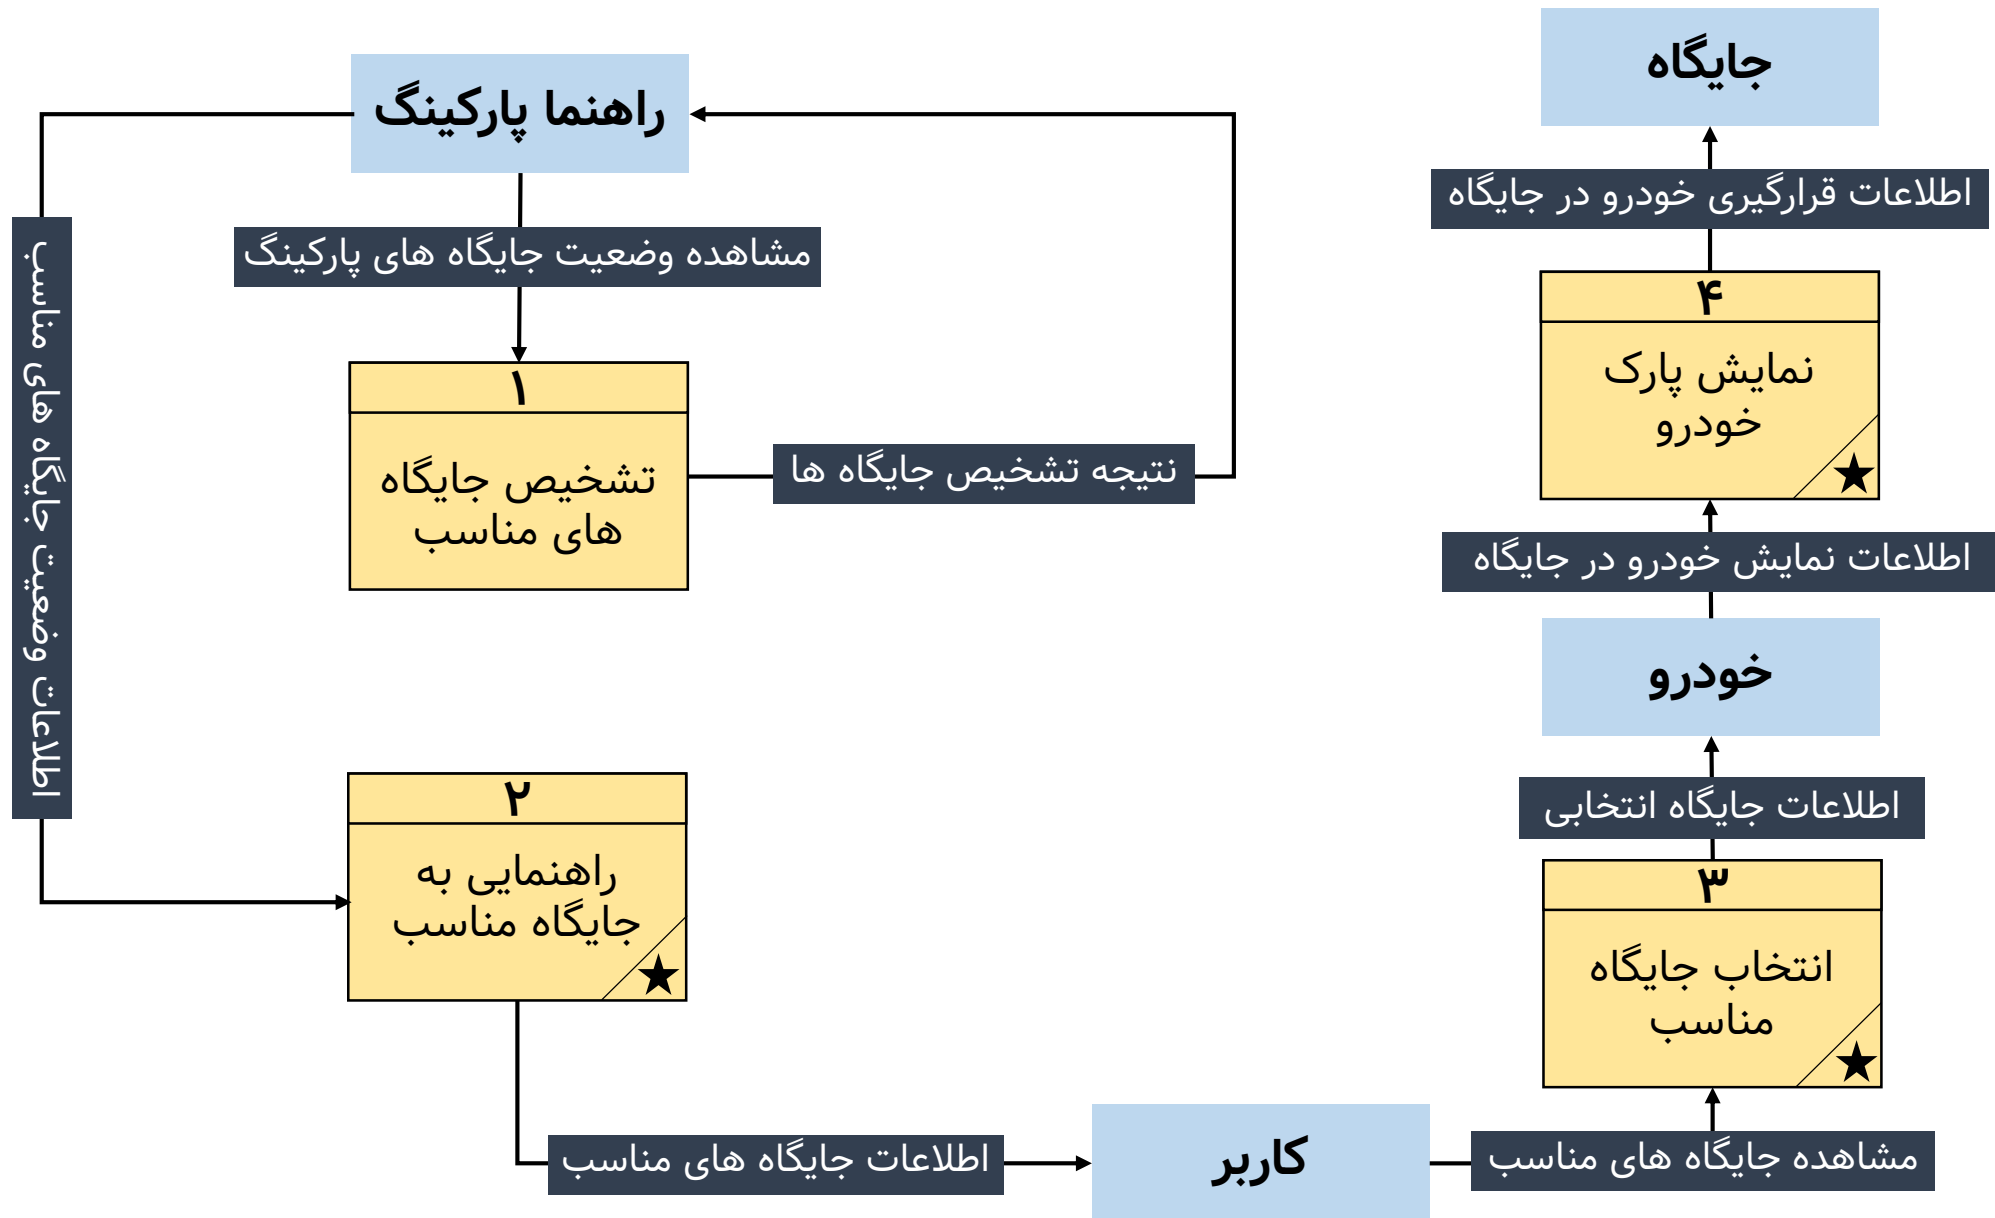 جایگاه
راهنما پارکینگ
اطلاعات قرارگیری خودرو در جایگاه
مشاهده وضعیت جایگاه های پارکینگ
۴
نمایش پارک
خودرو
۱
تشخیص جایگاه
های مناسب
نتیجه تشخیص جایگاه ها
اطلاعات وضعیت جایگاه های مناسب
اطلاعات نمایش خودرو در جایگاه
خودرو
اطلاعات جایگاه انتخابی
۲
راهنمایی به
جایگاه مناسب
۳
انتخاب جایگاه
مناسب
اطلاعات جایگاه های مناسب
کاربر
مشاهده جایگاه های مناسب